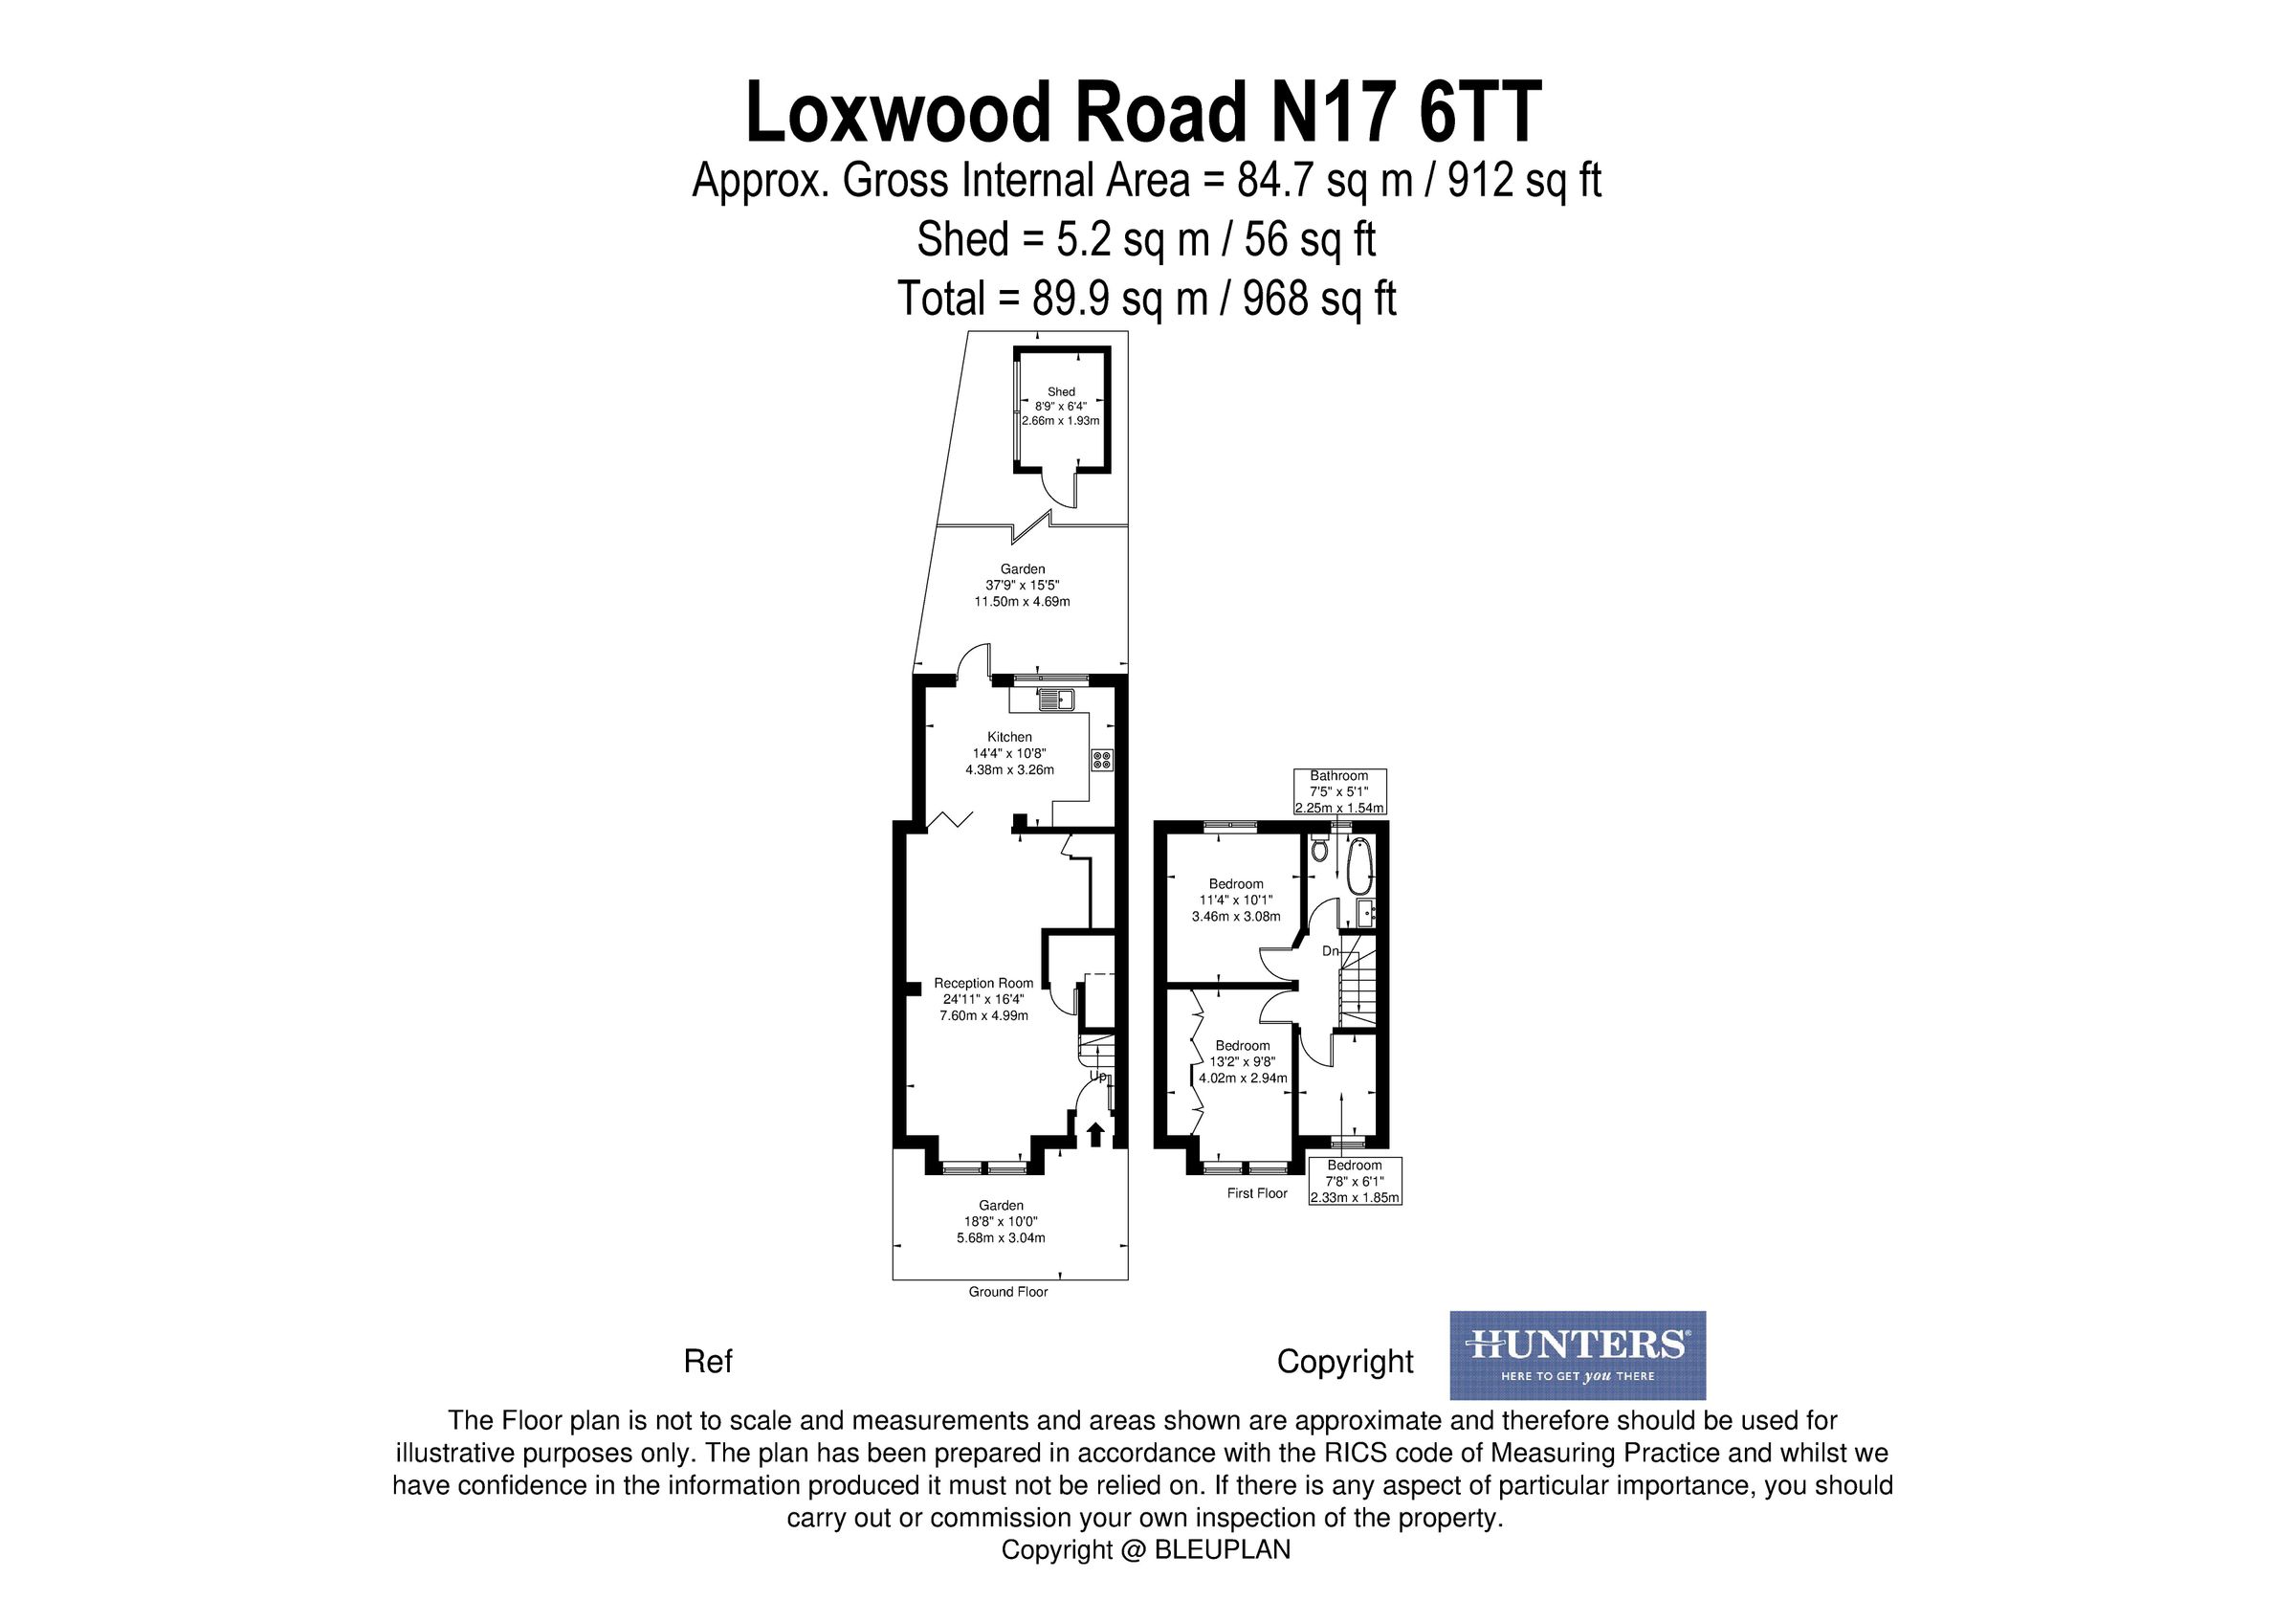 Loxwood Road N17 6TT
Approx. Gross Internal Area = 84.7 sq m / 912 sq ft
Shed = 5.2 sq m / 56 sq ft
Total = 89.9 sq m / 968 sq ft
Shed
8'9" x 6'4"
2.66m x 1.93m
Garden
37'9" x 15'5"
11.50m x 4.69m
Kitchen
14'4" x 10'8"
4.38m x 3.26m
Reception Room
24'11" x 16'4"
7.60m x 4.99m
Up
Garden
18'8" x 10'0"
5.68m x 3.04m
Ground Floor
Bathroom
7'5" x 5'1"
2.25m x 1.54m
Bedroom
11'4" x 10'1"
3.46m x 3.08m
Dn
Bedroom
13'2" x 9'8"
4.02m x 2.94m
Bedroom
7'8" x 6'1"
2.33m x 1.85m
First Floor
Ref
Copyright
HUNTERS®
HERE TO GET you THERE
The Floor plan is not to scale and measurements and areas shown are approximate and therefore should be used for
illustrative purposes only. The plan has been prepared in accordance with the RICS code of Measuring Practice and whilst we
have confidence in the information produced it must not be relied on. If there is any aspect of particular importance, you should
carry out or commission your own inspection of the property.
Copyright @ BLEUPLAN